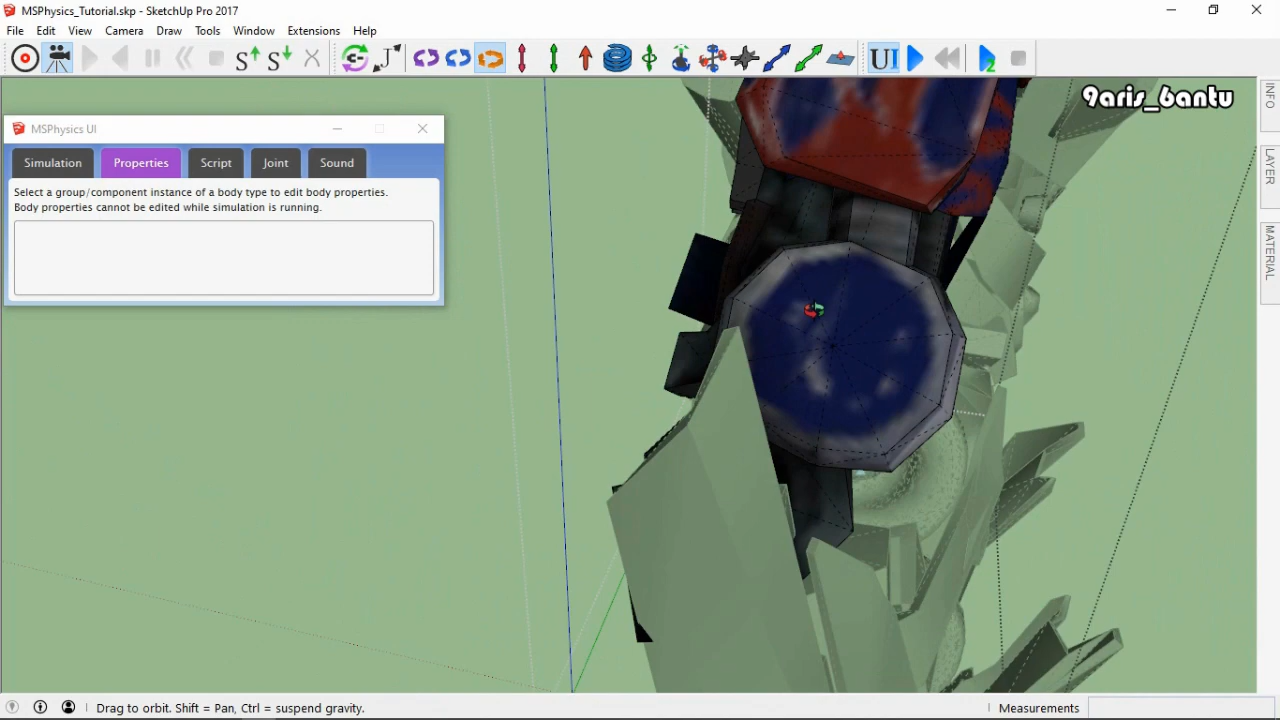 MSPhysics_Tutorial.skp - SketchUp Pro 2017
File Edit View Camera Draw Tools Window Extensions Help
S S J UI 2
9aris_6antu
INFO
LAYER
MATERIAL
MSPhysics UI
Simulation Properties Script Joint Sound
Select a group/component instance of a body type to edit body properties.
Body properties cannot be edited while simulation is running.
Drag to orbit. Shift = Pan, Ctrl = suspend gravity.
Measurements